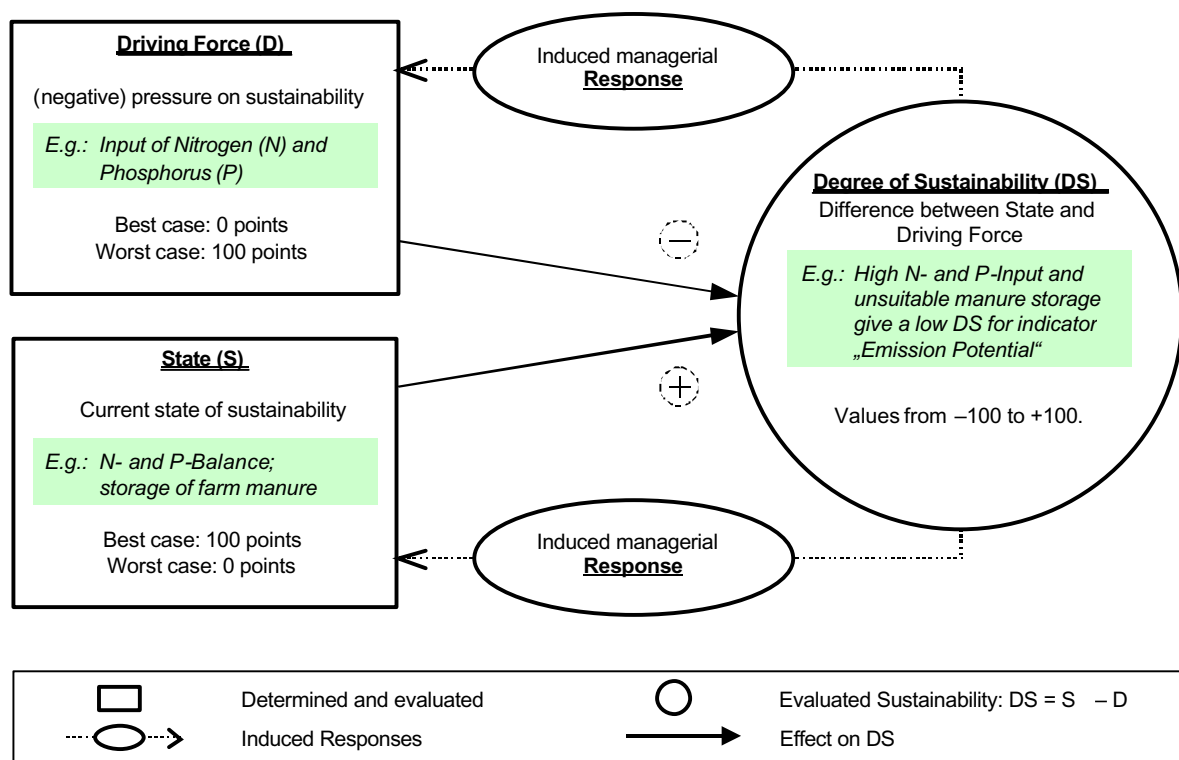 Driving Force (D)
(negative) pressure on sustainability
E.g.: Input of Nitrogen (N) and
Phosphorus (P)
Best case: 0 points
Worst case: 100 points
Induced managerial
Response
–
Degree of Sustainability (DS)
Difference between State and
Driving Force
E.g.: High N- and P-Input and
unsuitable manure storage
give a low DS for indicator
„Emission Potential“
Values from –100 to +100.
State (S)
Current state of sustainability
E.g.: N- and P-Balance;
storage of farm manure
Best case: 100 points
Worst case: 0 points
+
Induced managerial
Response
Determined and evaluated
Evaluated Sustainability: DS = S – D
Induced Responses
Effect on DS